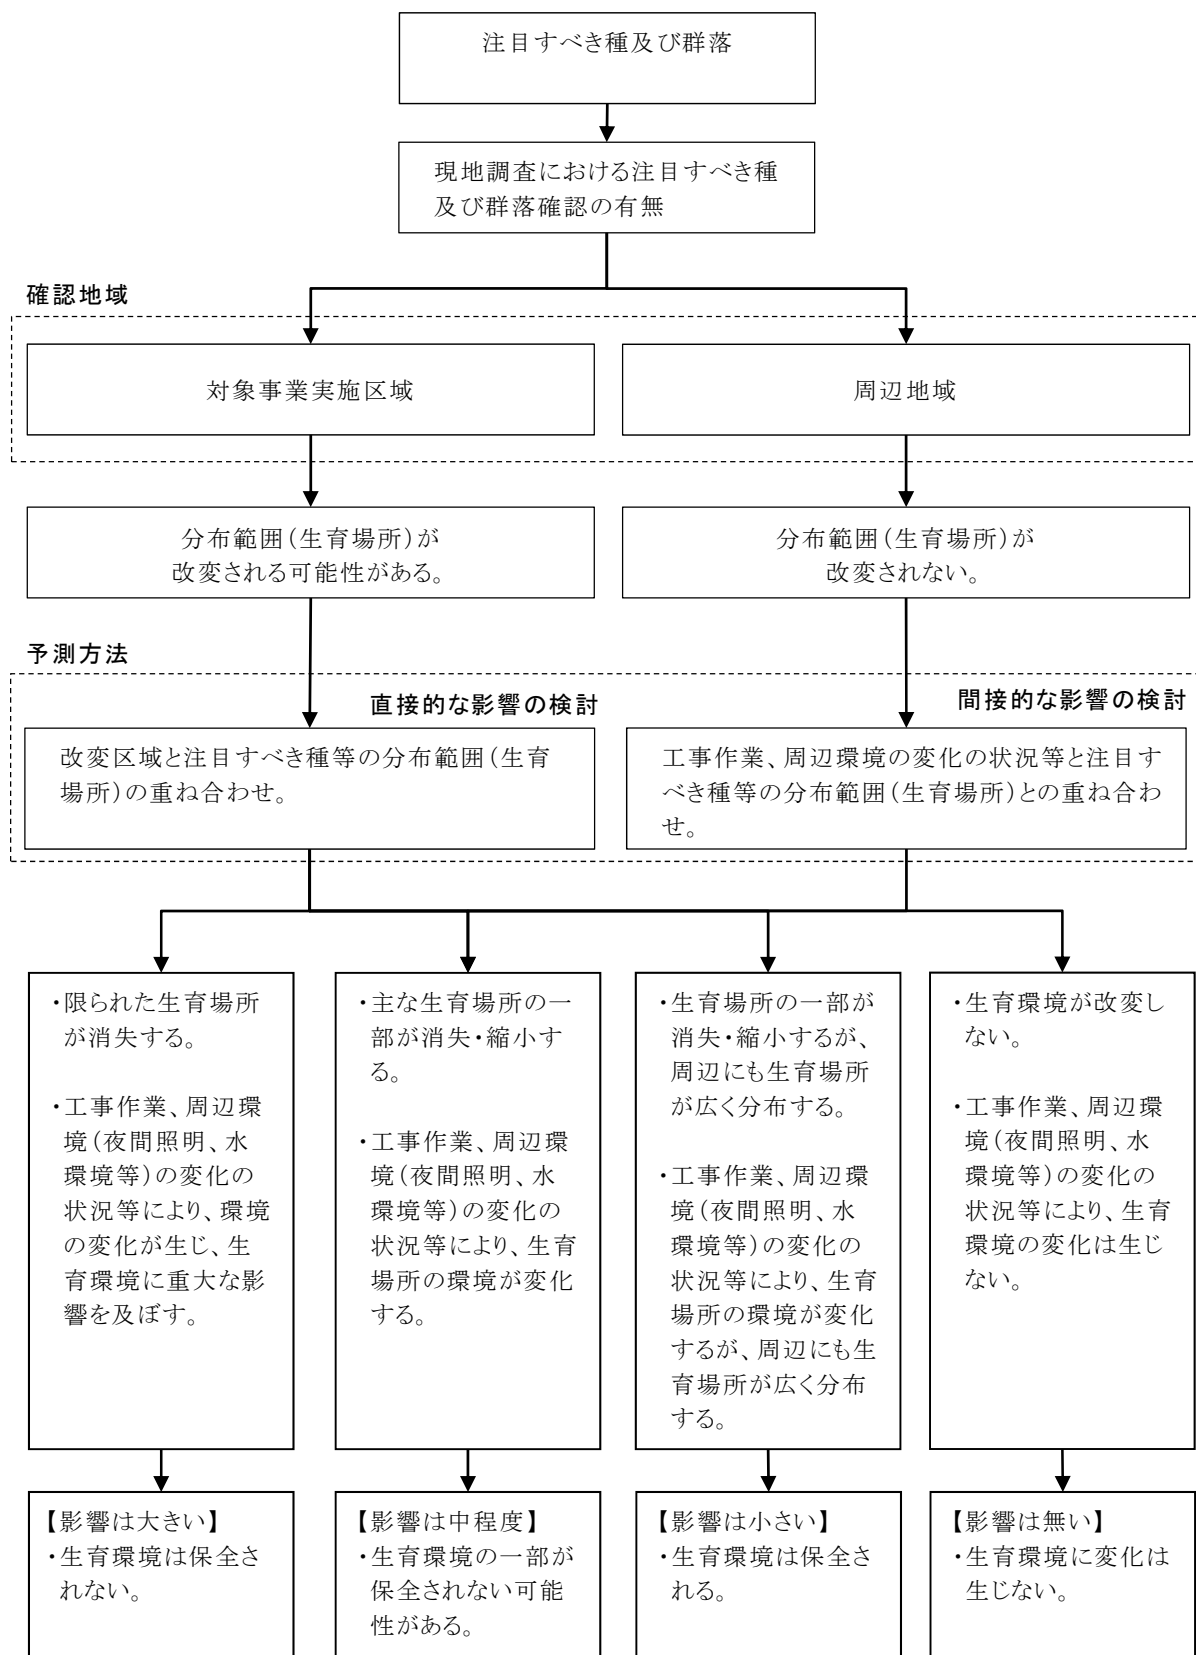 注目すべき種及び群落
現地調査における注目すべき種
及び群落確認の有無
確認地域
対象事業実施区域
周辺地域
分布範囲(生育場所)が
改変される可能性がある。
分布範囲(生育場所)が
改変されない。
予測方法
直接的な影響の検討
間接的な影響の検討
改変区域と注目すべき種等の分布範囲(生育
場所)の重ね合わせ。
工事作業、周辺環境の変化の状況等と注目す
べき種等の分布範囲(生育場所)との重ね合わ
せ。
・限られた生育場所
が消失する。
・工事作業、周辺環
境(夜間照明、水
環境等)の変化の
状況等により、環境
の変化が生じ、生
育環境に重大な影
響を及ぼす。
・主な生育場所の一
部が消失・縮小す
る。
・工事作業、周辺環
境(夜間照明、水
環境等)の変化の
状況等により、生育
場所の環境が変化
する。
・生育場所の一部が
消失・縮小するが、
周辺にも生育場所
が広く分布する。
・工事作業、周辺環
境(夜間照明、水
環境等)の変化の
状況等により、生育
場所の環境が変化
するが、周辺にも生
育場所が広く分布
する。
・生育環境が改変し
ない。
・工事作業、周辺環
境(夜間照明、水
環境等)の変化の
状況等により、生育
環境の変化は生じ
ない。
【影響は大きい】
・生育環境は保全さ
れない。
【影響は中程度】
・生育環境の一部が
保全されない可能
性がある。
【影響は小さい】
・生育環境は保全さ
れる。
【影響は無い】
・生育環境に変化は
生じない。